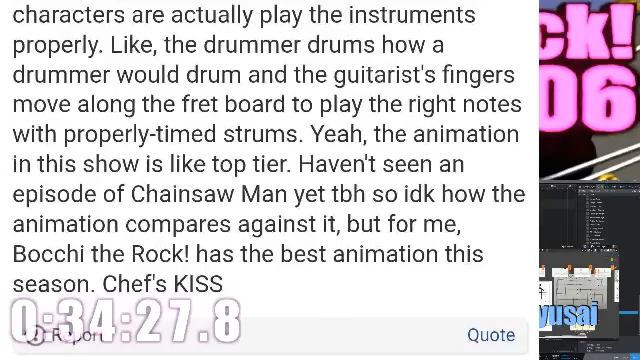 characters are actually play the instruments
properly. Like, the drummer drums how a
drummer would drum and the guitarist's fingers
move along the fret board to play the right notes
with properly-timed strums. Yeah, the animation
in this show is like top tier. Haven't seen an
episode of Chainsaw Man yet tbh so idk how the
animation compares against it, but for me,
Bocchi the Rock! has the best animation this
season. Chef's KISS
0:34:27.8
Report
Quote
ck!
06
yusai